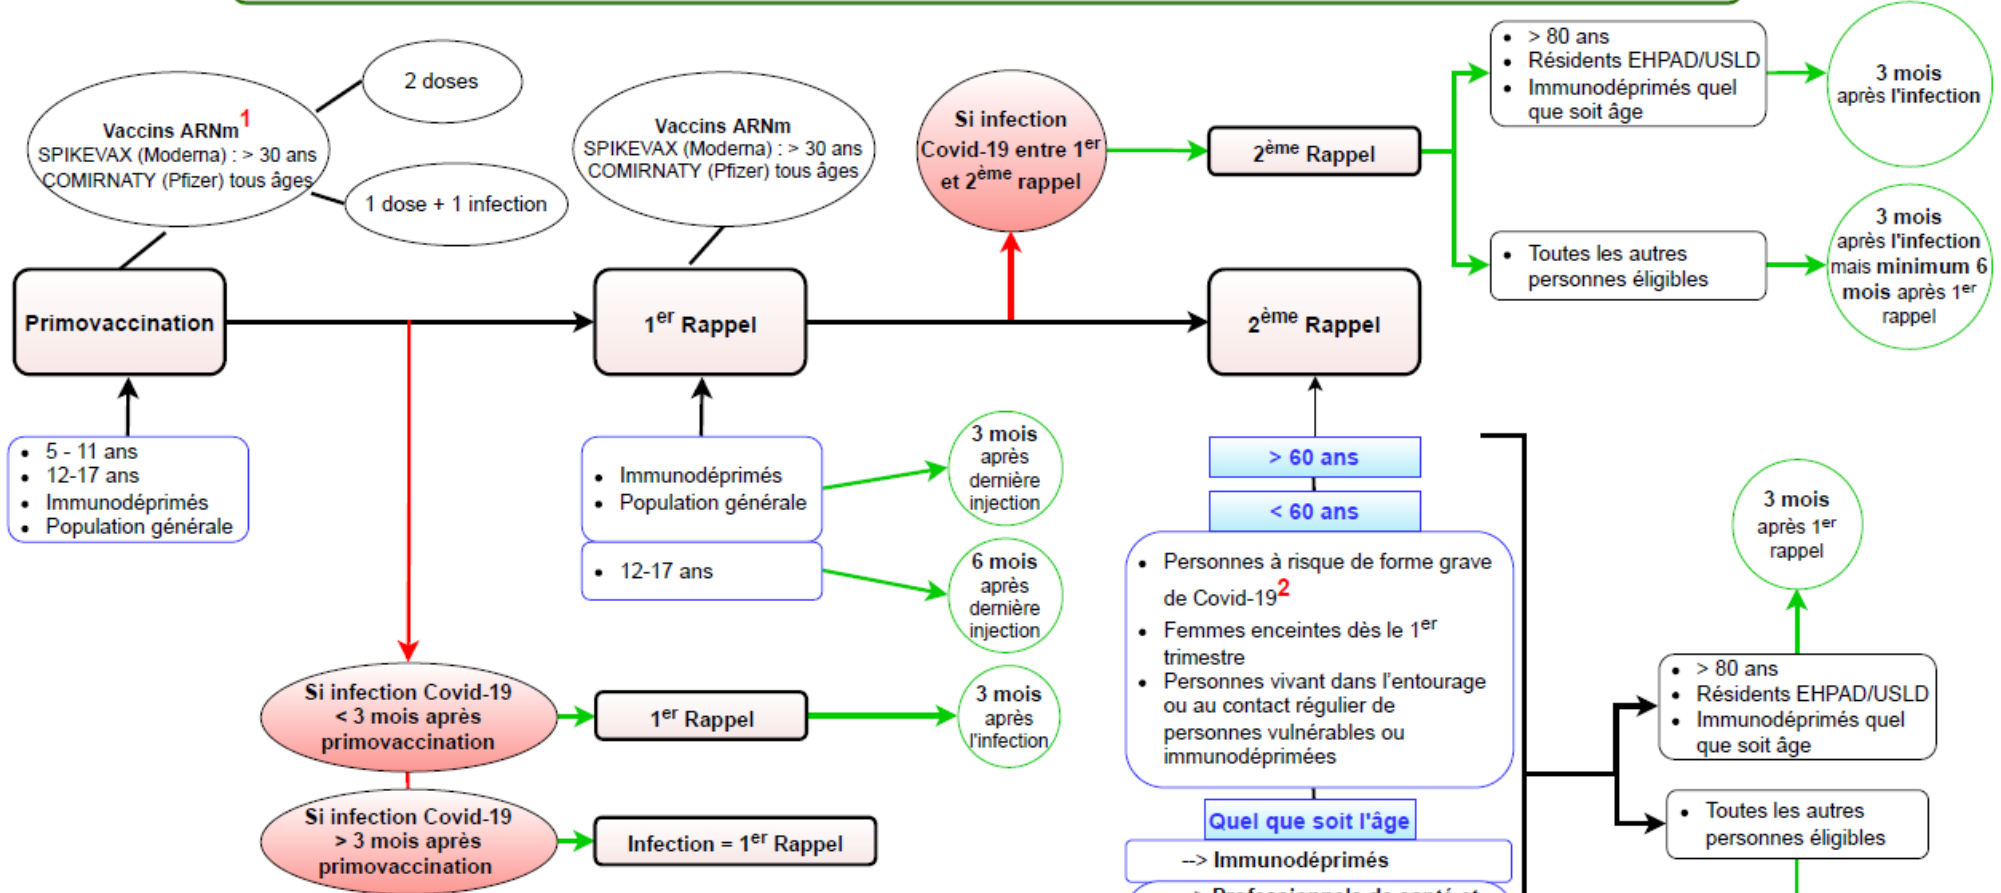 2 doses
Vaccins ARNm1
SPIKEVAX (Moderna) : > 30 ans
COMIRNATY (Pfizer) tous âges
1 dose + 1 infection
Primovaccination
• 5 - 11 ans
• 12-17 ans
• Immunodéprimés
• Population générale
Vaccins ARNm
SPIKEVAX (Moderna) : > 30 ans
COMIRNATY (Pfizer) tous âges
1er Rappel
• Immunodéprimés
• Population générale
3 mois
après
dernière
injection
• 12-17 ans
6 mois
après
dernière
injection
Si infection Covid-19
< 3 mois après
primovaccination
1er Rappel
3 mois
après
l'infection
Si infection Covid-19
> 3 mois après
primovaccination
Infection = 1er Rappel
Si infection
Covid-19 entre 1er
et 2ème rappel
2ème Rappel
• > 80 ans
• Résidents EHPAD/USLD
• Immunodéprimés quel
que soit âge
3 mois
après l'infection
• Toutes les autres
personnes éligibles
3 mois
après l'infection
mais minimum 6
mois après 1er
rappel
2ème Rappel
> 60 ans
< 60 ans
• Personnes à risque de forme grave
de Covid-192
• Femmes enceintes dès le 1er
trimestre
• Personnes vivant dans l'entourage
ou au contact régulier de
personnes vulnérables ou
immunodéprimées
Quel que soit l'âge
--> Immunodéprimés
Professionnels de santé et
3 mois
après 1er
rappel
• > 80 ans
• Résidents EHPAD/USLD
• Immunodéprimés quel
que soit âge
• Toutes les autres
personnes éligibles